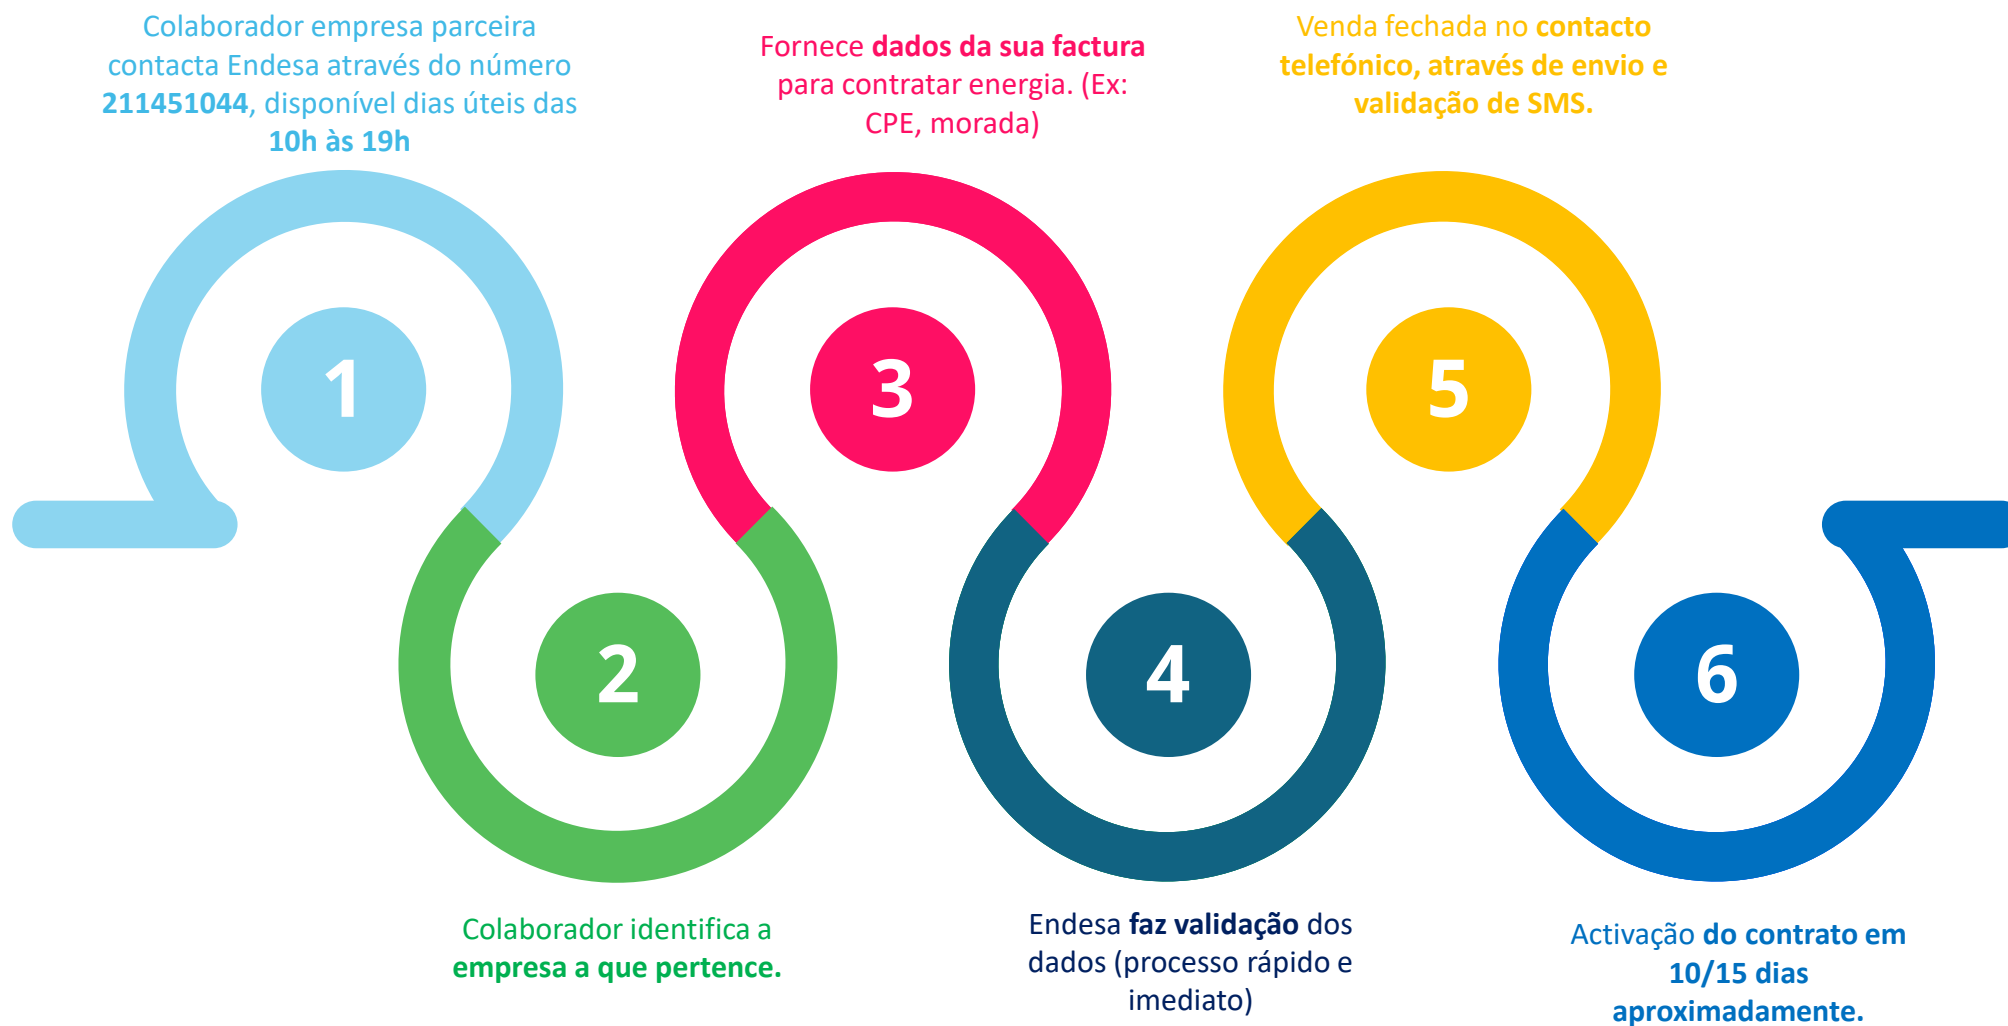 Colaborador empresa parceira
contacta Endesa através do número
211451044, disponível dias úteis das
10h às 19h
1
Colaborador identifica a
empresa a que pertence.
2
Fornece dados da sua factura
para contratar energia. (Ex:
CPE, morada)
3
Endesa faz validação dos
dados (processo rápido e
imediato)
4
Venda fechada no contacto
telefónico, através de envio e
validação de SMS.
5
Activação do contrato em
10/15 dias
aproximadamente.
6